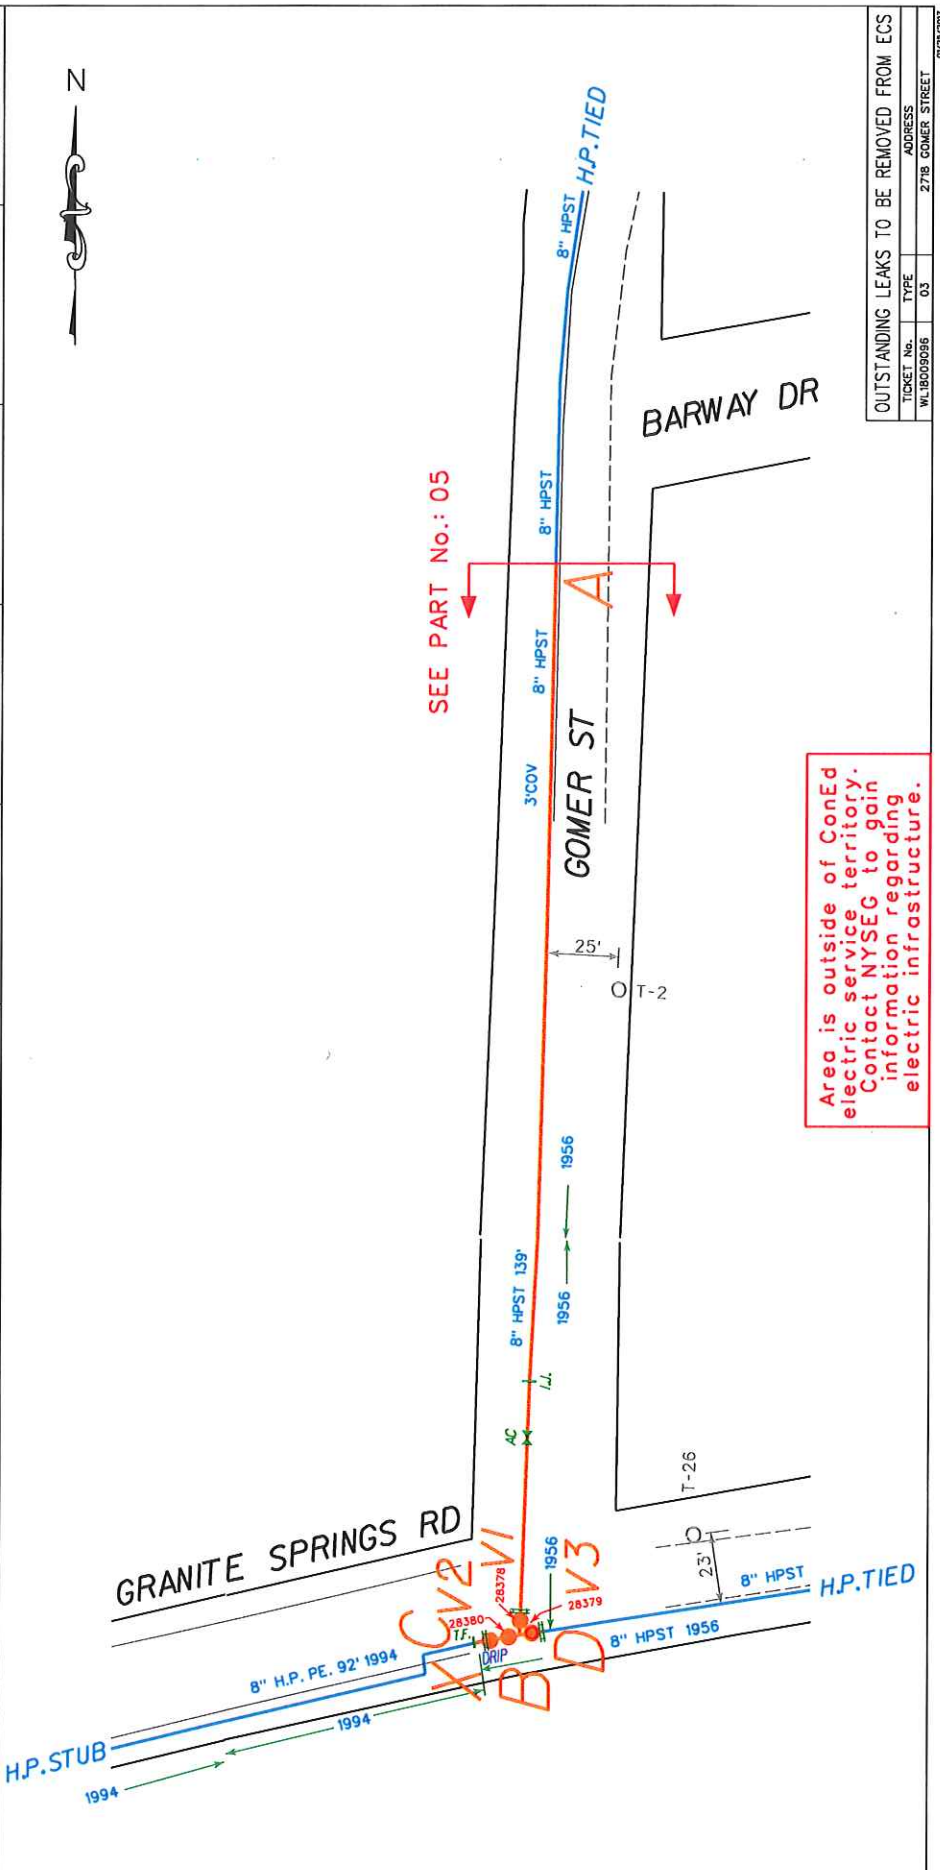 N
OUTSTANDING LEAKS TO BE REMOVED FROM ECS
TICKET No.
TYPE
ADDRESS
WL18009096
03
2718 GOMER STREET
H.P.TIED
8" HPST
BARWAY DR
8" HPST
SEE PART No.: 05
A
8" HPST
3'COV
GOMER ST
25'
T-2
Area is outside of ConEd
electric service territory.
Contact NYSEG to gain
information regarding
electric infrastructure.
1956
8" HPST 139'
1956
I.J.
AC
T-26
23'
GRANITE SPRINGS RD
V1
V2
C
V3
1956
28378
28380
28379
T.F.
DRIP
X
B
D
8" HPST
H.P.TIED
8" HPST 1956
8" H.P. PE. 92' 1994
1994
H.P.STUB
1994